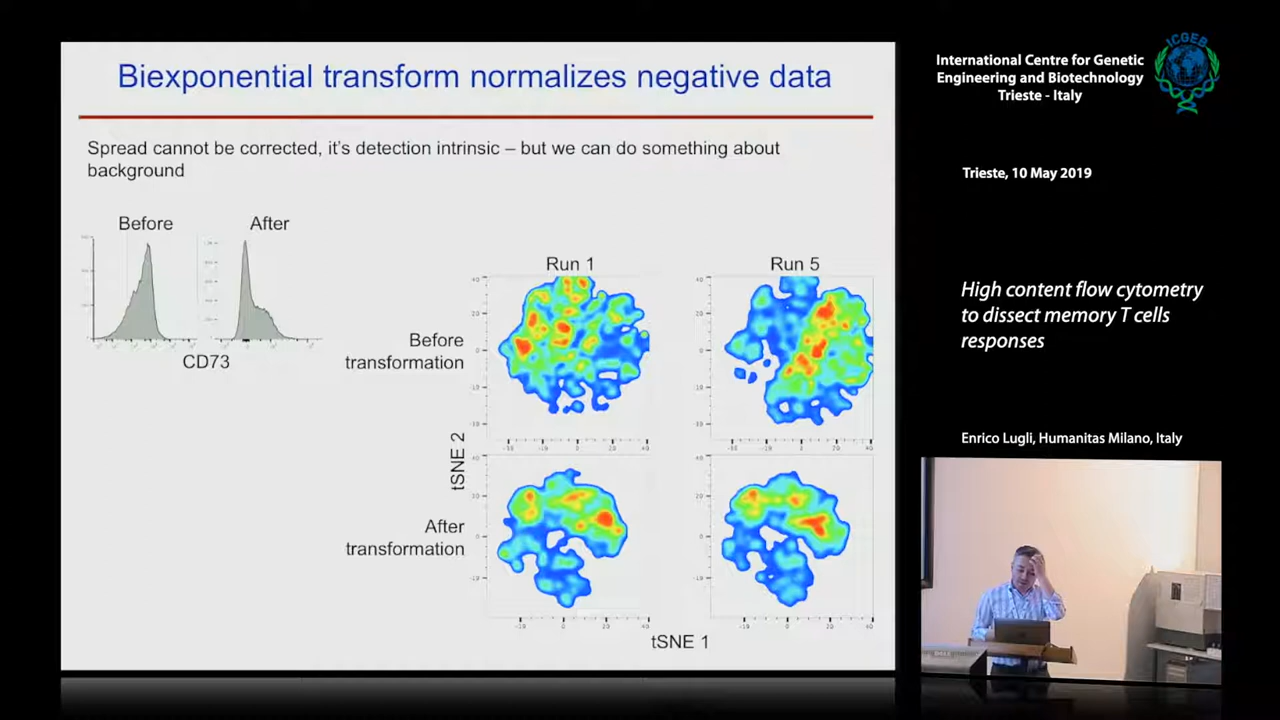 Biexponential transform normalizes negative data
Spread cannot be corrected, it's detection intrinsic – but we can do something about
background
Before
After
CD73
Run 1
Run 5
Before
transformation
After
transformation
tSNE 2
tSNE 1
ICGEB
International Centre for Genetic
Engineering and Biotechnology
Trieste - Italy
Trieste, 10 May 2019
High content flow cytometry
to dissect memory T cells
responses
Enrico Lugli, Humanitas Milano, Italy